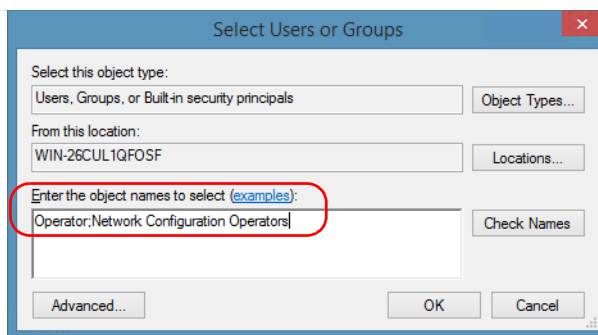 Select Users or Groups
Select this object type:
Users, Groups, or Built-in security principals
Object Types...
From this location:
WIN-26CUL1QFOSF
Locations...
Enter the object names to select (examples):
Operator;Network Configuration Operators
Check Names
Advanced...
OK
Cancel